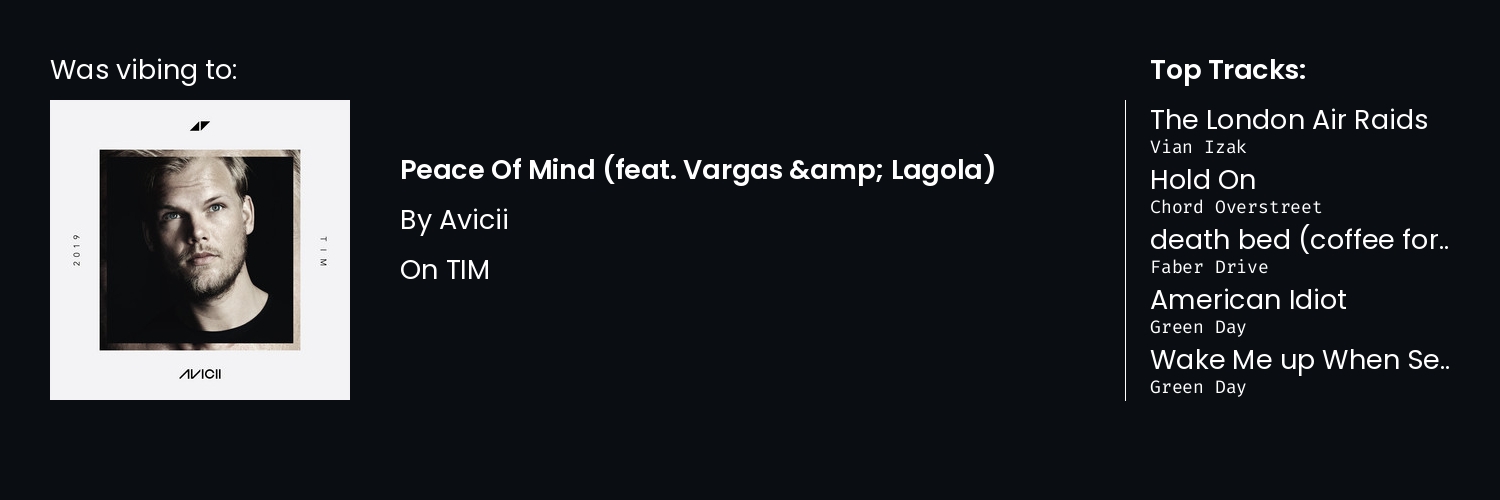 Was vibing to:
2019
TIM
AVICII
Peace Of Mind (feat. Vargas &amp; Lagola)
By Avicii
On TIM
Top Tracks:
The London Air Raids
Vian Izak
Hold On
Chord Overstreet
death bed (coffee for..
Faber Drive
American Idiot
Green Day
Wake Me up When Se..
Green Day